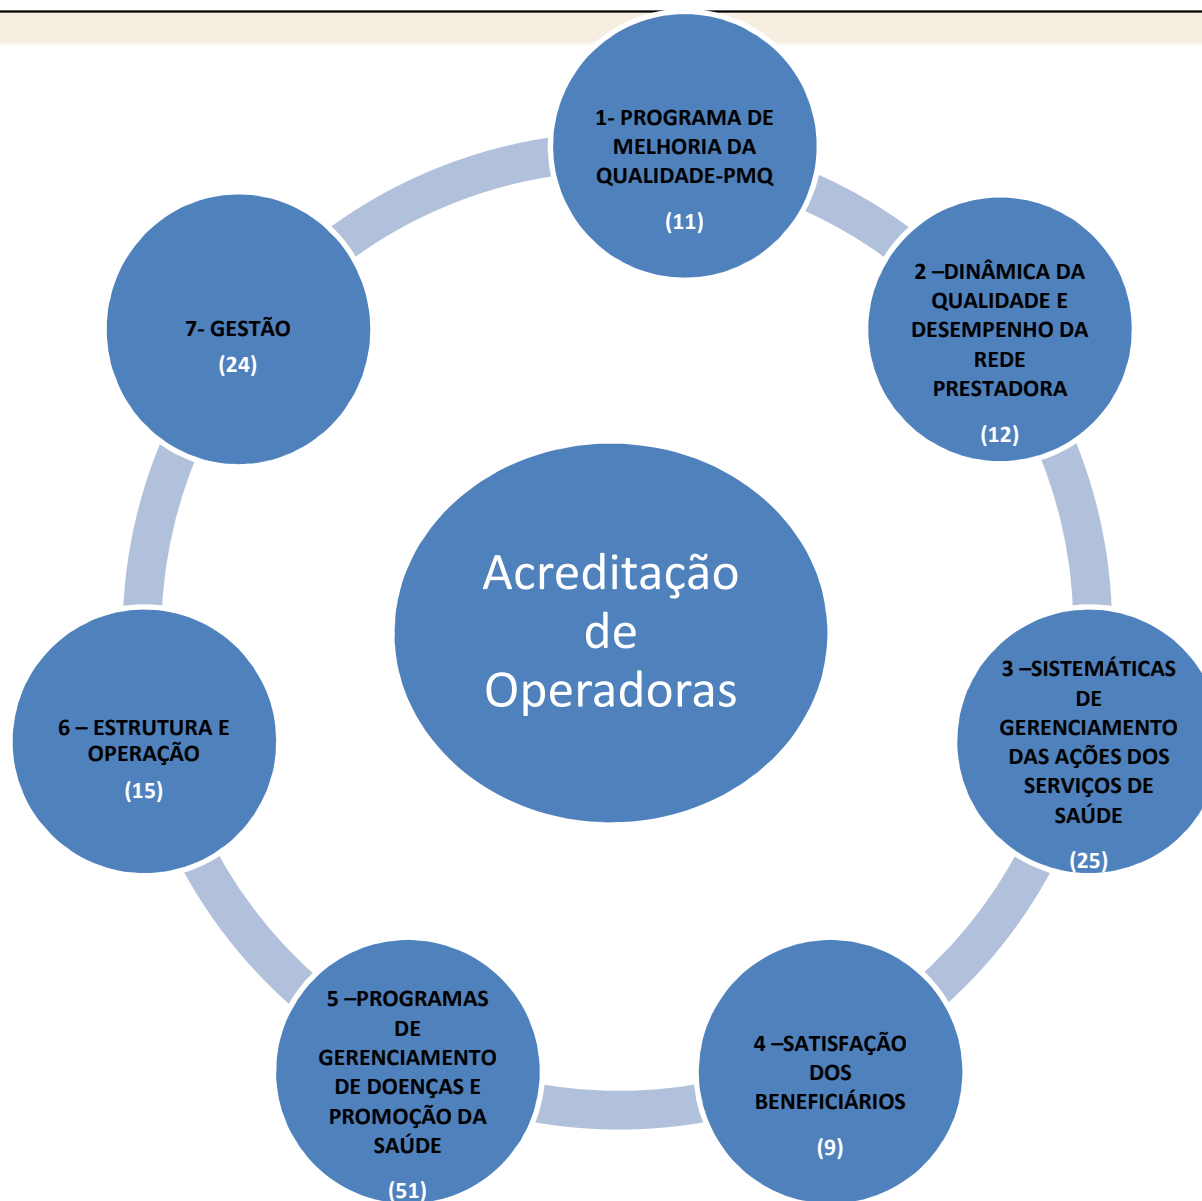 1- PROGRAMA DE
MELHORIA DA
QUALIDADE-PMQ
(11)
2 –DINÂMICA DA
QUALIDADE E
DESEMPENHO DA
REDE
PRESTADORA
(12)
3 –SISTEMÁTICAS
DE
GERENCIAMENTO
DAS AÇÕES DOS
SERVIÇOS DE
SAÚDE
(25)
4 –SATISFAÇÃO
DOS
BENEFICIÁRIOS
(9)
5 –PROGRAMAS
DE
GERENCIAMENTO
DE DOENÇAS E
PROMOÇÃO DA
SAÚDE
(51)
6 – ESTRUTURA E
OPERAÇÃO
(15)
7- GESTÃO
(24)
Acreditação
de
Operadoras